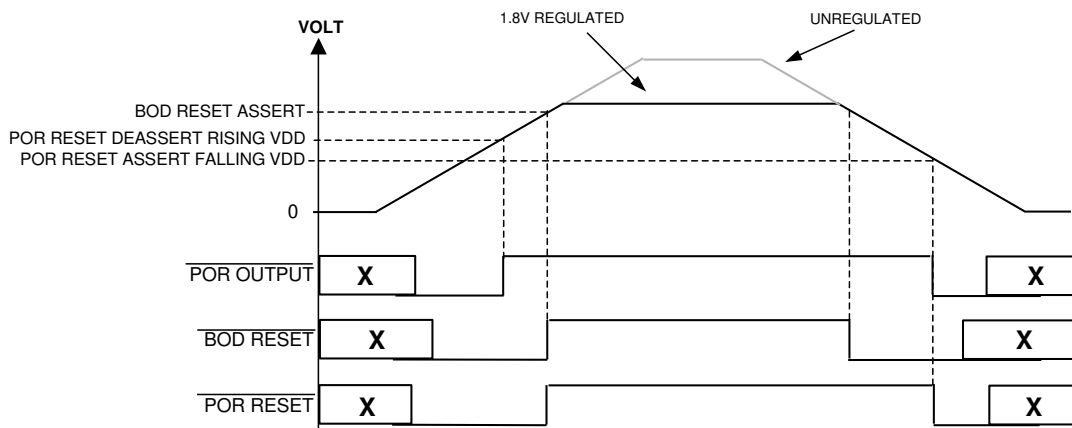 1.8V REGULATED
UNREGULATED
VOLT
BOD RESET ASSERT
POR RESET DEASSERT RISING VDD
POR RESET ASSERT FALLING VDD
0
POR OUTPUT X X
BOD RESET X X
POR RESET X X